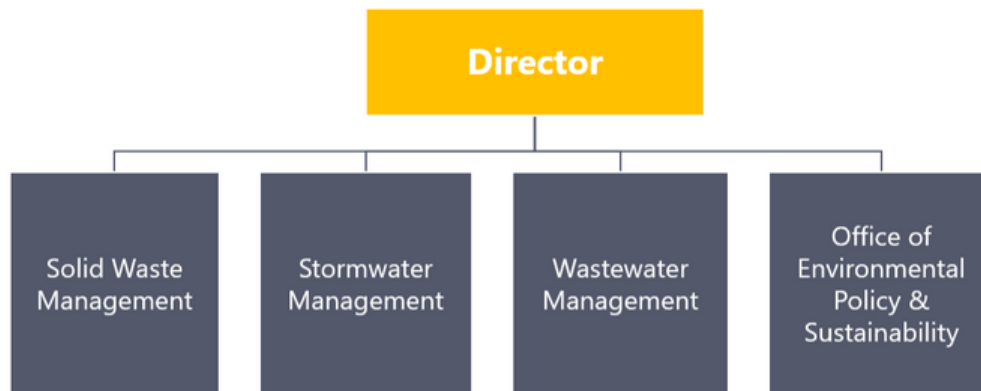 Director
Solid Waste
Management
Stormwater
Management
Wastewater
Management
Office of
Environmental
Policy &
Sustainability